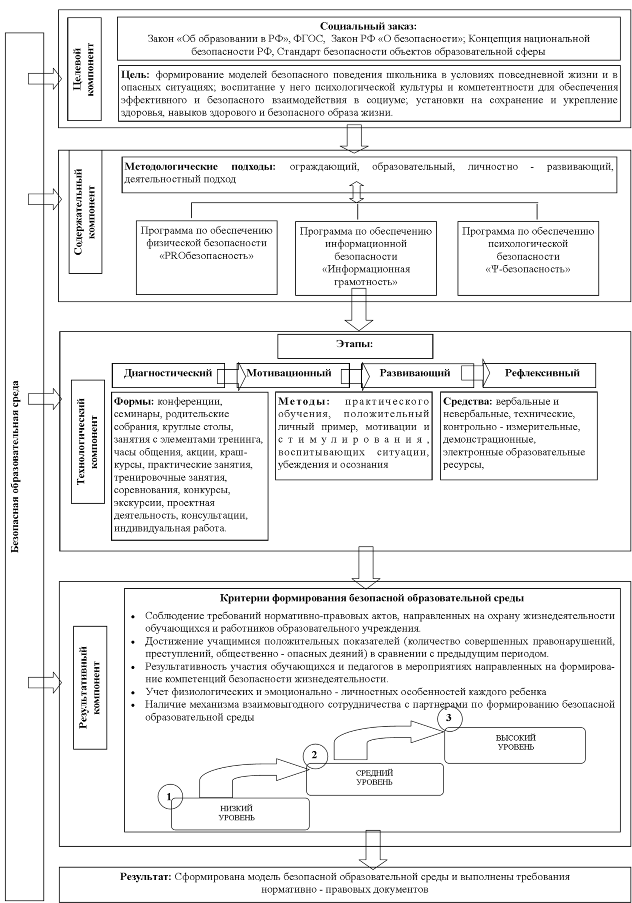 Безопасная образовательная среда
Целевой
компонент
Социальный заказ:
Закон «Об образовании в РФ», ФГОС, Закон РФ «О безопасности»; Концепция национальной
безопасности РФ, Стандарт безопасности объектов образовательной сферы
Цель: формирование моделей безопасного поведения школьника в условиях повседневной жизни и в
опасных ситуациях; воспитание у него психологической культуры и компетентности для обеспечения
эффективного и безопасного взаимодействия в социуме; установки на сохранение и укрепление
здоровья, навыков здорового и безопасного образа жизни.
Содержательный
компонент
Методологические подходы: ограждающий, образовательный, личностно - развивающий,
деятельностный подход
Программа по обеспечению
физической безопасности
«PROбезопасность»
Программа по обеспечению
информационной
безопасности
«Информационная
грамотность»
Программа по обеспечению
психологической
безопасности
«Ψ-безопасность»
Технологический
компонент
Этапы:
Диагностический
Мотивационный
Развивающий
Рефлексивный
Формы: конференции,
семинары, родительские
собрания, круглые столы,
занятия с элементами тренинга,
часы общения, акции, краш-
курсы, практические занятия,
тренировочные занятия,
соревнования, конкурсы,
экскурсии, проектная
деятельность, консультации,
индивидуальная работа.
Методы: практического
обучения, положительный
личный пример, мотивации и
стимулирования,
воспитывающих ситуации,
убеждения и осознания
Средства: вербальные и
невербальные, технические,
контрольно - измерительные,
демонстрационные,
электронные образовательные
ресурсы,
Результативный
компонент
Критерии формирования безопасной образовательной среды
• Соблюдение требований нормативно-правовых актов, направленных на охрану жизнедеятельности
обучающихся и работников образовательного учреждения.
• Достижение учащимися положительных показателей (количество совершенных правонарушений,
преступлений, общественно - опасных деяний) в сравнении с предыдущим периодом.
• Результативность участия обучающихся и педагогов в мероприятиях направленных на формирова-
ние компетенций безопасности жизнедеятельности.
• Учет физиологических и эмоционально - личностных особенностей каждого ребенка
• Наличие механизма взаимовыгодного сотрудничества с партнерами по формированию безопасной
образовательной среды
1
НИЗКИЙ
УРОВЕНЬ
2
СРЕДНИЙ
УРОВЕНЬ
3
ВЫСОКИЙ
УРОВЕНЬ
Результат: Сформирована модель безопасной образовательной среды и выполнены требования
нормативно - правовых документов